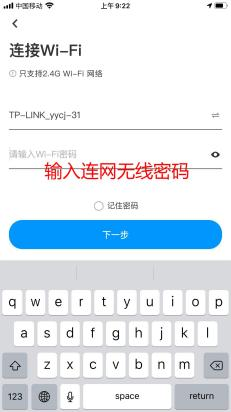 中国移动 上午9:22
连接Wi-Fi
只支持2.4G WI-FI 网络
TP-LINK_yycj-31
请输入Wi-Fi密码
输入连网无线密码
记住密码
下一步
q w e r t y u i o p
a s d f g h j k l
z x c v b n m
123 space return